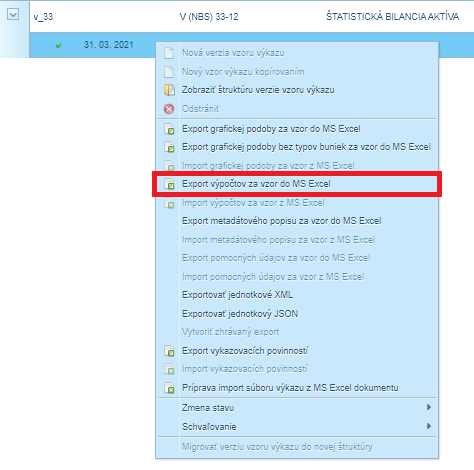 v_33 V (NBS) 33-12 ŠTATISTICKÁ BILANCIA AKTÍVA
31. 03. 2021
Nová verzia vzoru výkazu
Nový vzor výkazu kopírovaním
Zobraziť štruktúru verzie vzoru výkazu
Odstrániť
Export grafickej podoby za vzor do MS Excel
Export grafickej podoby bez typov buniek za vzor do MS Excel
Import grafickej podoby za vzor z MS Excel
Export výpočtov za vzor do MS Excel
Import výpočtov za vzor z MS Excel
Export metadátového popisu za vzor do MS Excel
Import metadátového popisu za vzor z MS Excel
Export pomocných údajov za vzor do MS Excel
Import pomocných údajov za vzor z MS Excel
Exportovať jednotkové XML
Exportovať jednotkový JSON
Vytvoriť zhrávaný export
Export vykazovacích povinností
Import vykazovacích povinností
Príprava import súboru výkazu z MS Excel dokumentu
Zmena stavu
Schvaľovanie
Migrovať verziu vzoru výkazu do novej štruktúry